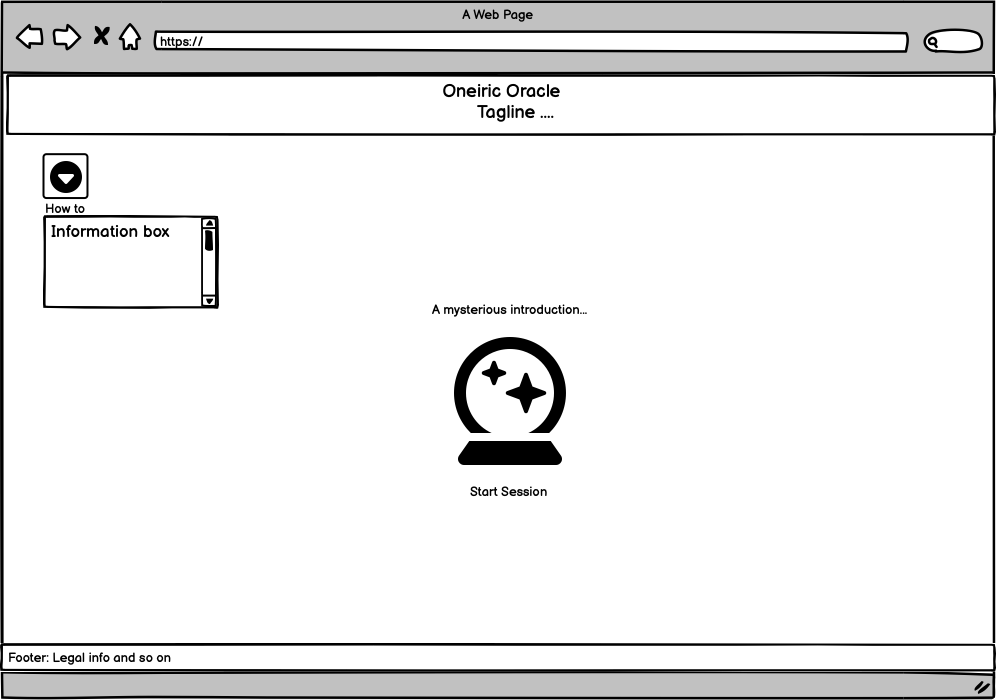 A Web Page
https://
Oneiric Oracle
Tagline ....
How to
Information box
A mysterious introduction...
Start Session
Footer: Legal info and so on